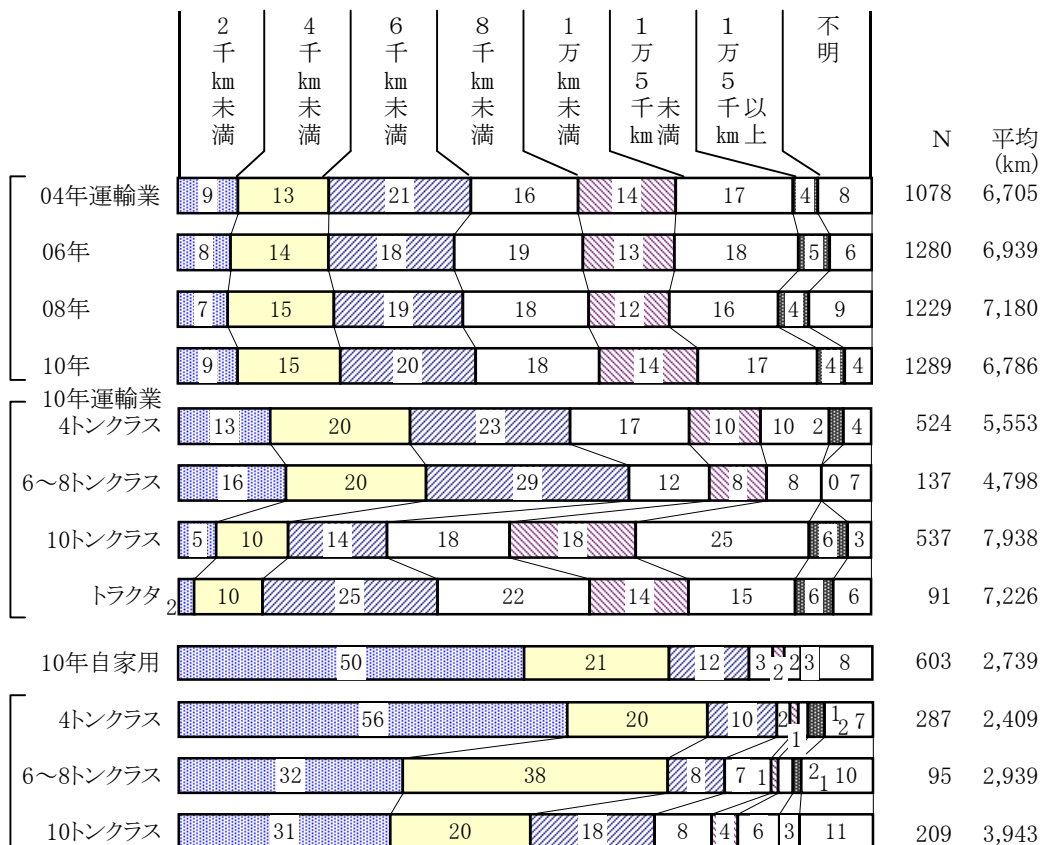 2千km未満 4千km未満 6千km未満 8千km未満 1万km未満 1万5千km未満 1万5千km以上 不明
N 平均(km)
04年運輸業 9 13 21 16 14 17 4 8 1078 6,705
06年 8 14 18 19 13 18 5 6 1280 6,939
08年 7 15 19 18 12 16 4 9 1229 7,180
10年 9 15 20 18 14 17 4 4 1289 6,786
10年運輸業
4トンクラス 13 20 23 17 10 10 2 4 524 5,553
6～8トンクラス 16 20 29 12 8 8 0 7 137 4,798
10トンクラス 5 10 14 18 18 25 6 3 537 7,938
トラクタ 2 10 25 22 14 15 6 6 91 7,226
10年自家用 50 21 12 3 2 2 3 8 603 2,739
4トンクラス 56 20 10 2 1 1 2 7 287 2,409
6～8トンクラス 32 38 8 7 1 2 1 10 95 2,939
10トンクラス 31 20 18 8 4 6 3 11 209 3,943